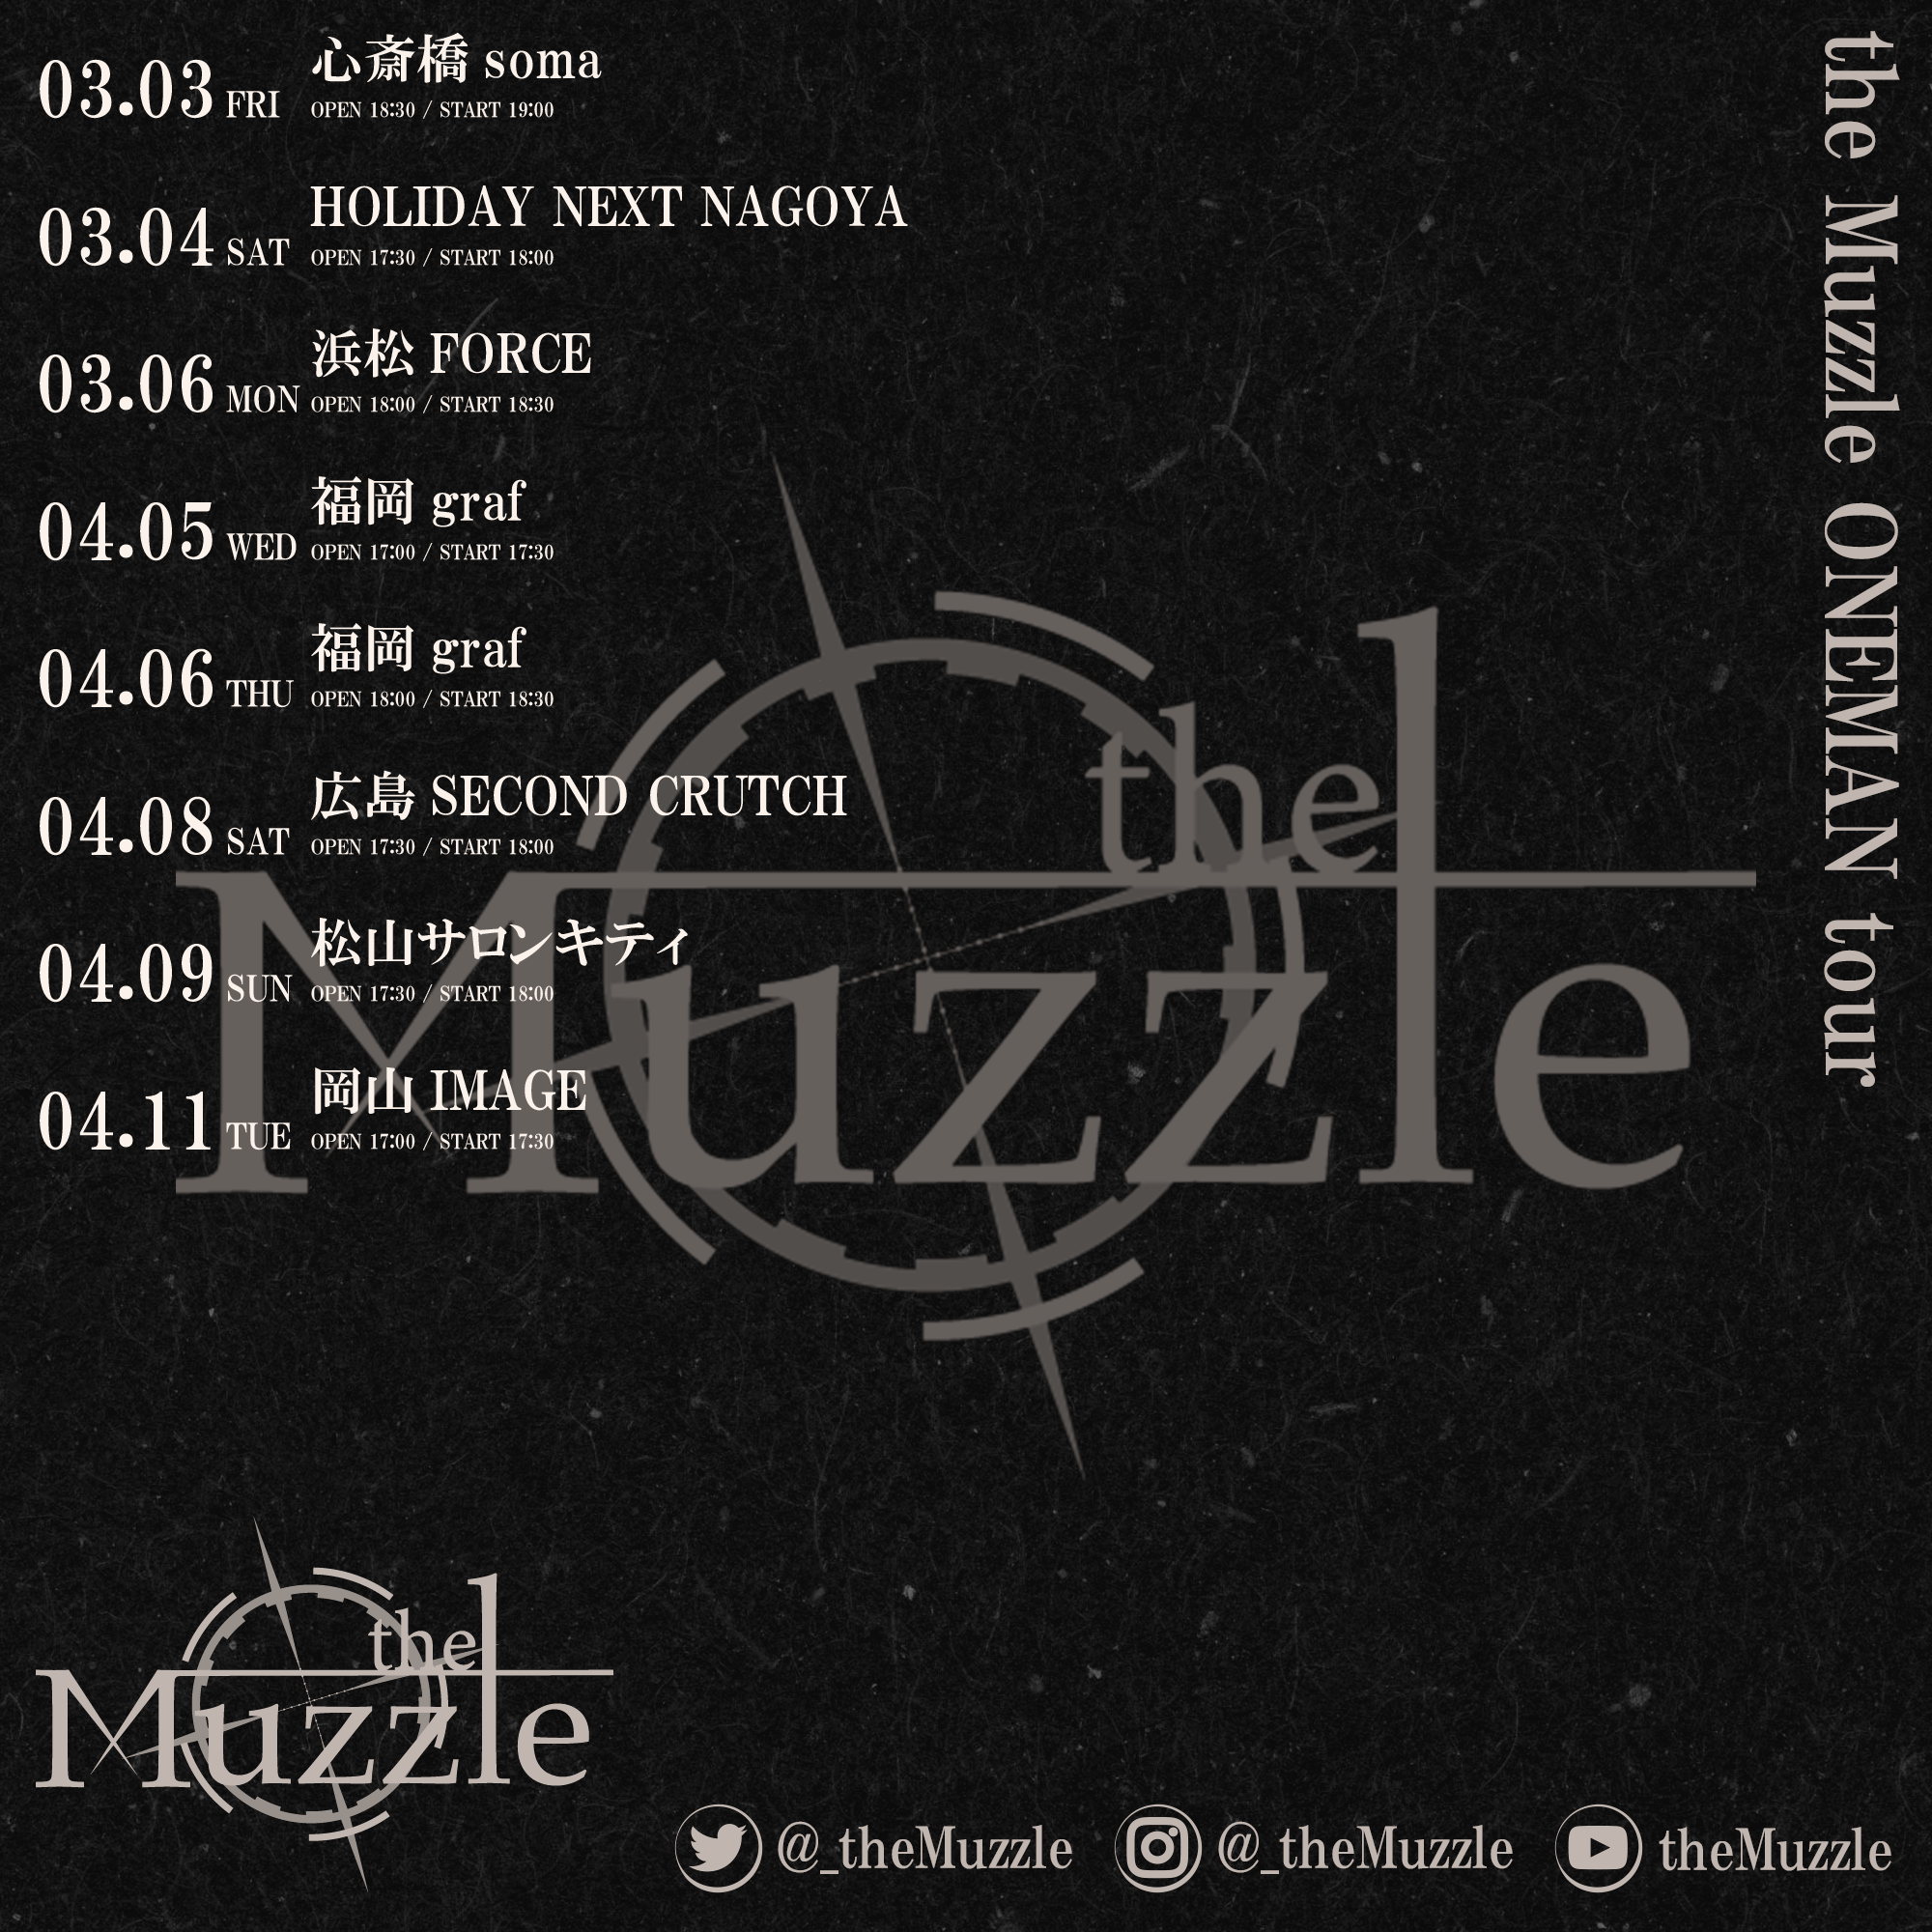 03.03 FRI 心斎橋 soma
OPEN 18:30 / START 19:00
03.04 SAT HOLIDAY NEXT NAGOYA
OPEN 17:30 / START 18:00
03.06 MON 浜松 FORCE
OPEN 18:00 / START 18:30
04.05 WED 福岡 graf
OPEN 17:00 / START 17:30
04.06 THU 福岡 graf
OPEN 18:00 / START 18:30
04.08 SAT 広島 SECOND CRUTCH
OPEN 17:30 / START 18:00
04.09 SUN 松山サロンキティ
OPEN 17:30 / START 18:00
04.11 TUE 岡山 IMAGE
OPEN 17:00 / START 17:30
the Muzzle ONEMAN tour
the
Muzzle
the
Muzzle
@_theMuzzle
@_theMuzzle
theMuzzle